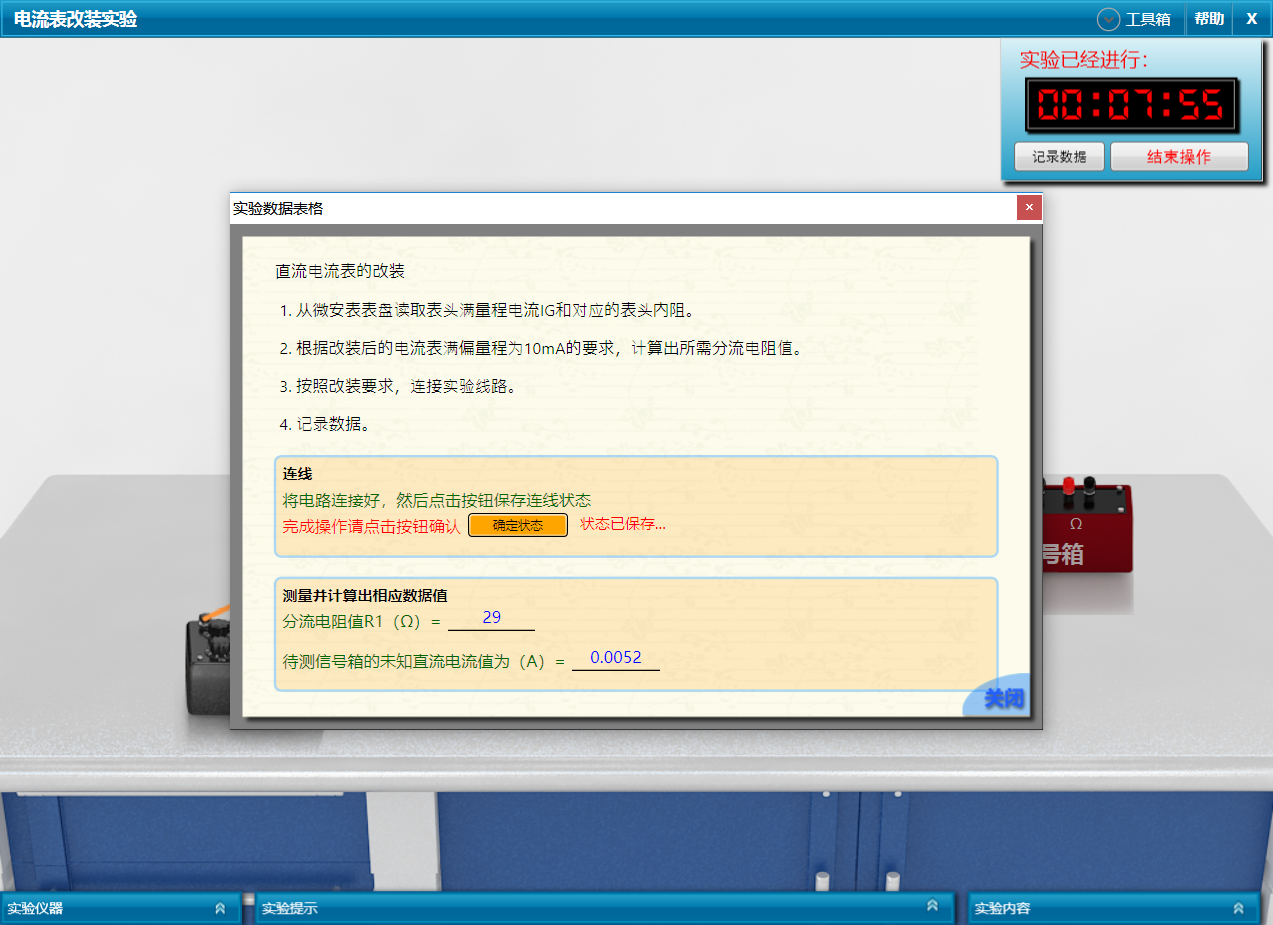 电流表改装实验
工具箱 帮助 X
实验已经进行:
00:07:55
记录数据 结束操作
实验数据表格
直流电流表的改装
1. 从微安表表盘读取表头满量程电流IG和对应的表头内阻。
2. 根据改装后的电流表满偏量程为10mA的要求，计算出所需分流电阻值。
3. 按照改装要求，连接实验线路。
4. 记录数据。
连线
将电路连接好，然后点击按钮保存连线状态
完成操作请点击按钮确认 确定状态 状态已保存...
Ω
号箱
测量并计算出相应数据值
分流电阻值R1（Ω）= 29
待测信号箱的未知直流电流值为（A）= 0.0052
关闭
实验仪器 实验提示 实验内容